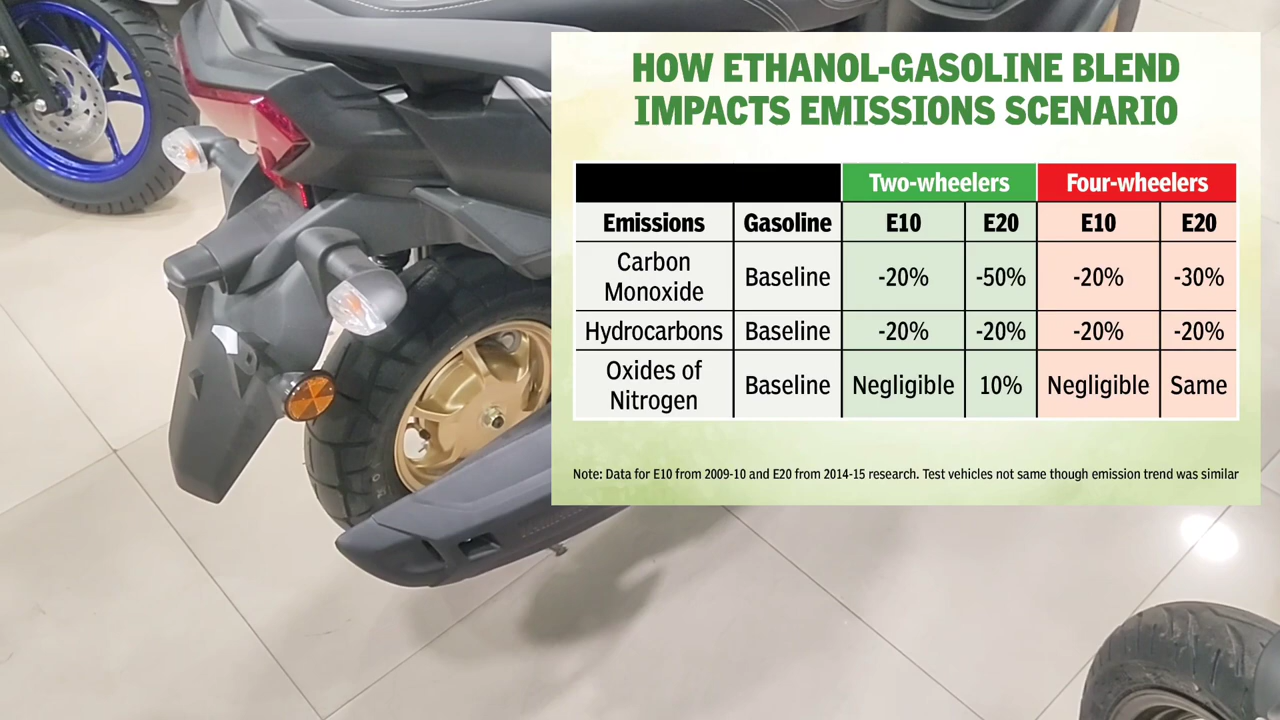 HOW ETHANOL-GASOLINE BLEND
IMPACTS EMISSIONS SCENARIO
Two-wheelers Four-wheelers
Emissions Gasoline E10 E20 E10 E20
Carbon
Monoxide Baseline -20% -50% -20% -30%
Hydrocarbons Baseline -20% -20% -20% -20%
Oxides of
Nitrogen Baseline Negligible 10% Negligible Same
Note: Data for E10 from 2009-10 and E20 from 2014-15 research. Test vehicles not same though emission trend was similar